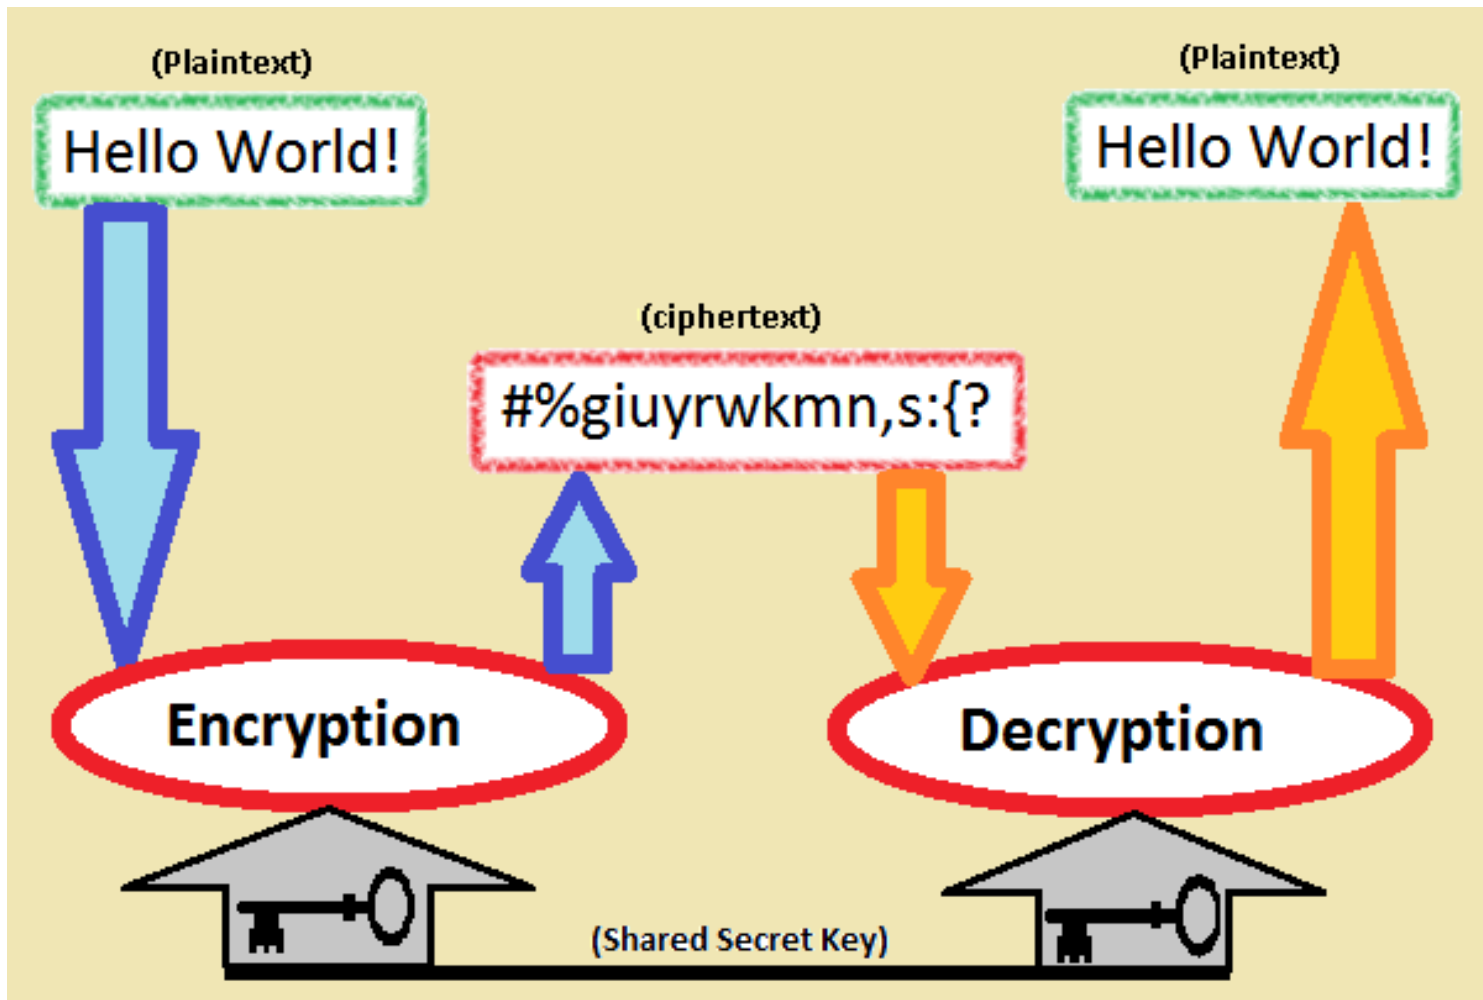 (Plaintext)
Hello World!
(Plaintext)
Hello World!
(ciphertext)
#%giuyrwkmn,s:{?
Encryption
Decryption
(Shared Secret Key)